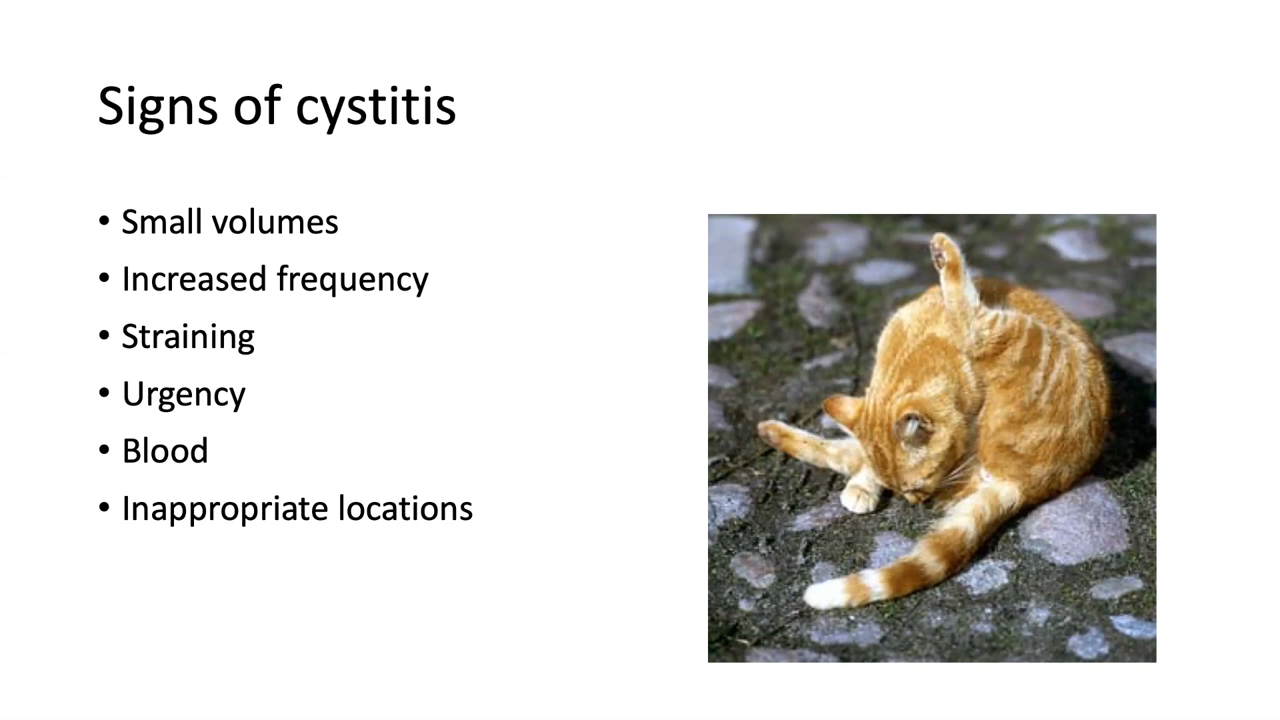 Signs of cystitis
• Small volumes
• Increased frequency
• Straining
• Urgency
• Blood
• Inappropriate locations